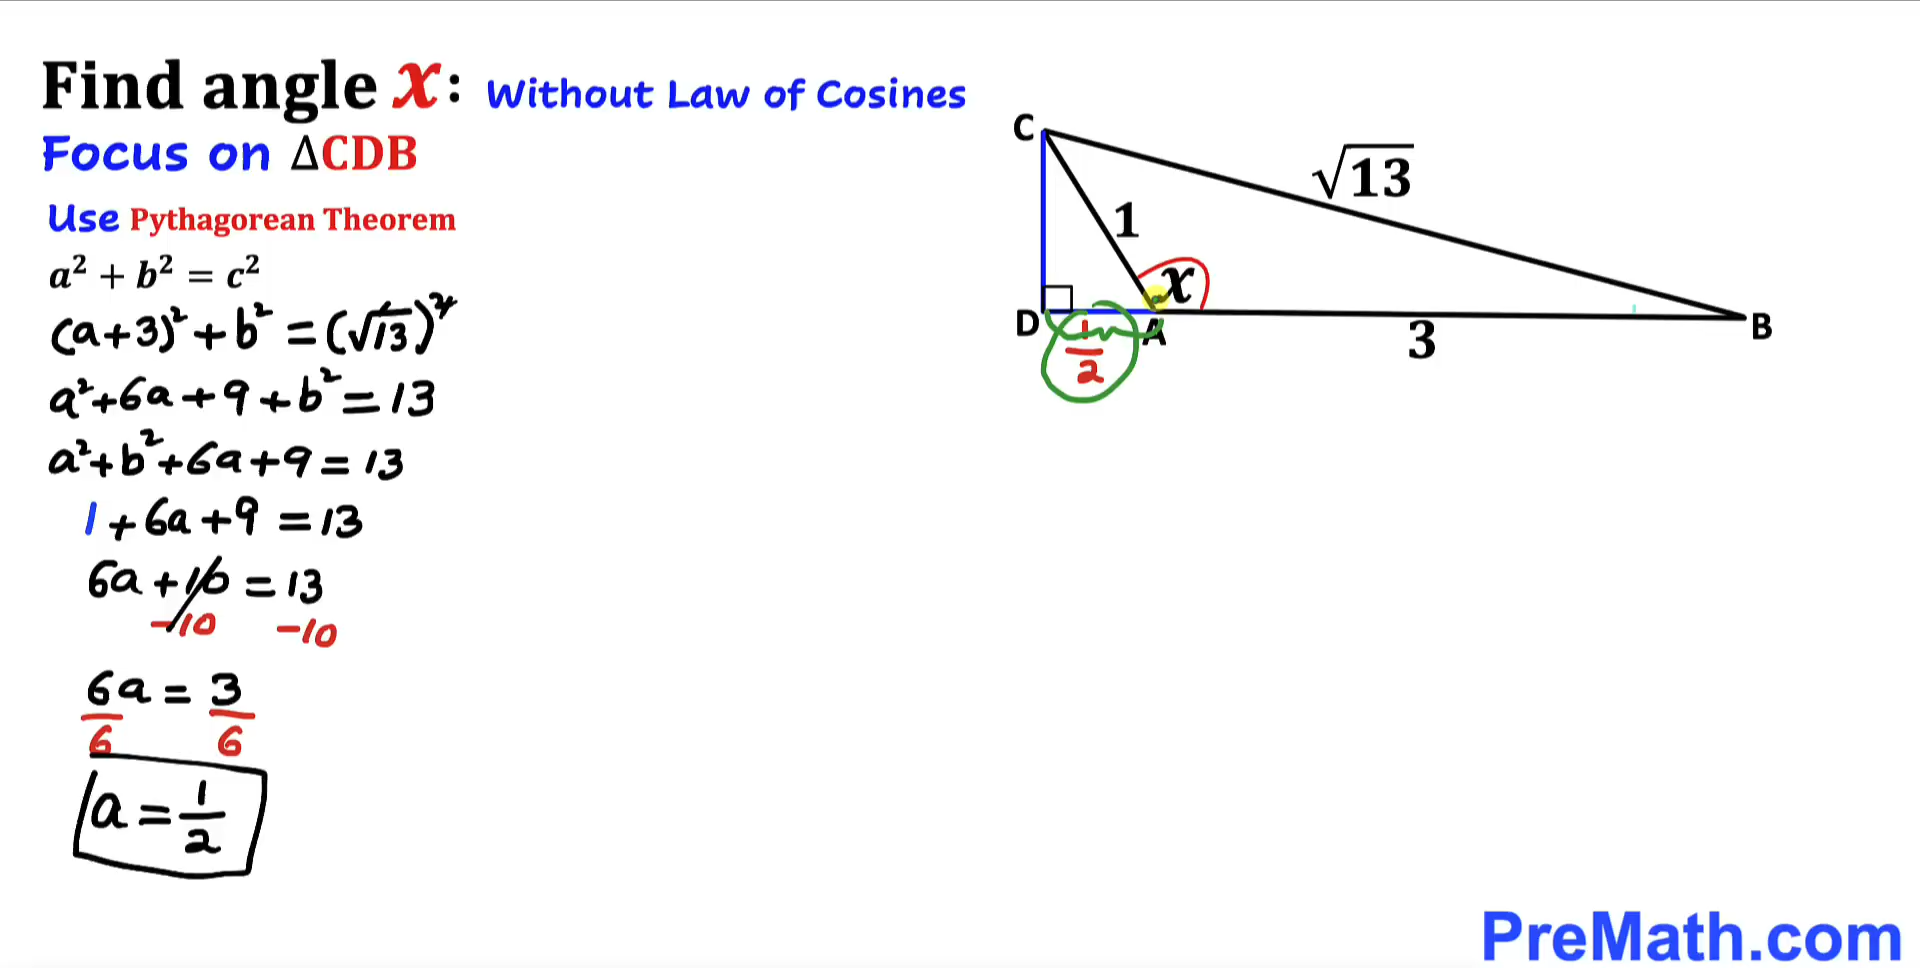 Find angle x: Without Law of Cosines
Focus on ΔCDB
Use Pythagorean Theorem
a² + b² = c²
(a+3)² + b² = (√13)²
a²+6a+9+b²=13
a²+b²+6a+9=13
1+6a+9=13
6a+10=13
-10 -10
6a = 3
6 6
a = 1/2
C
√13
1
x
D
1/2
A
3
B
PreMath.com